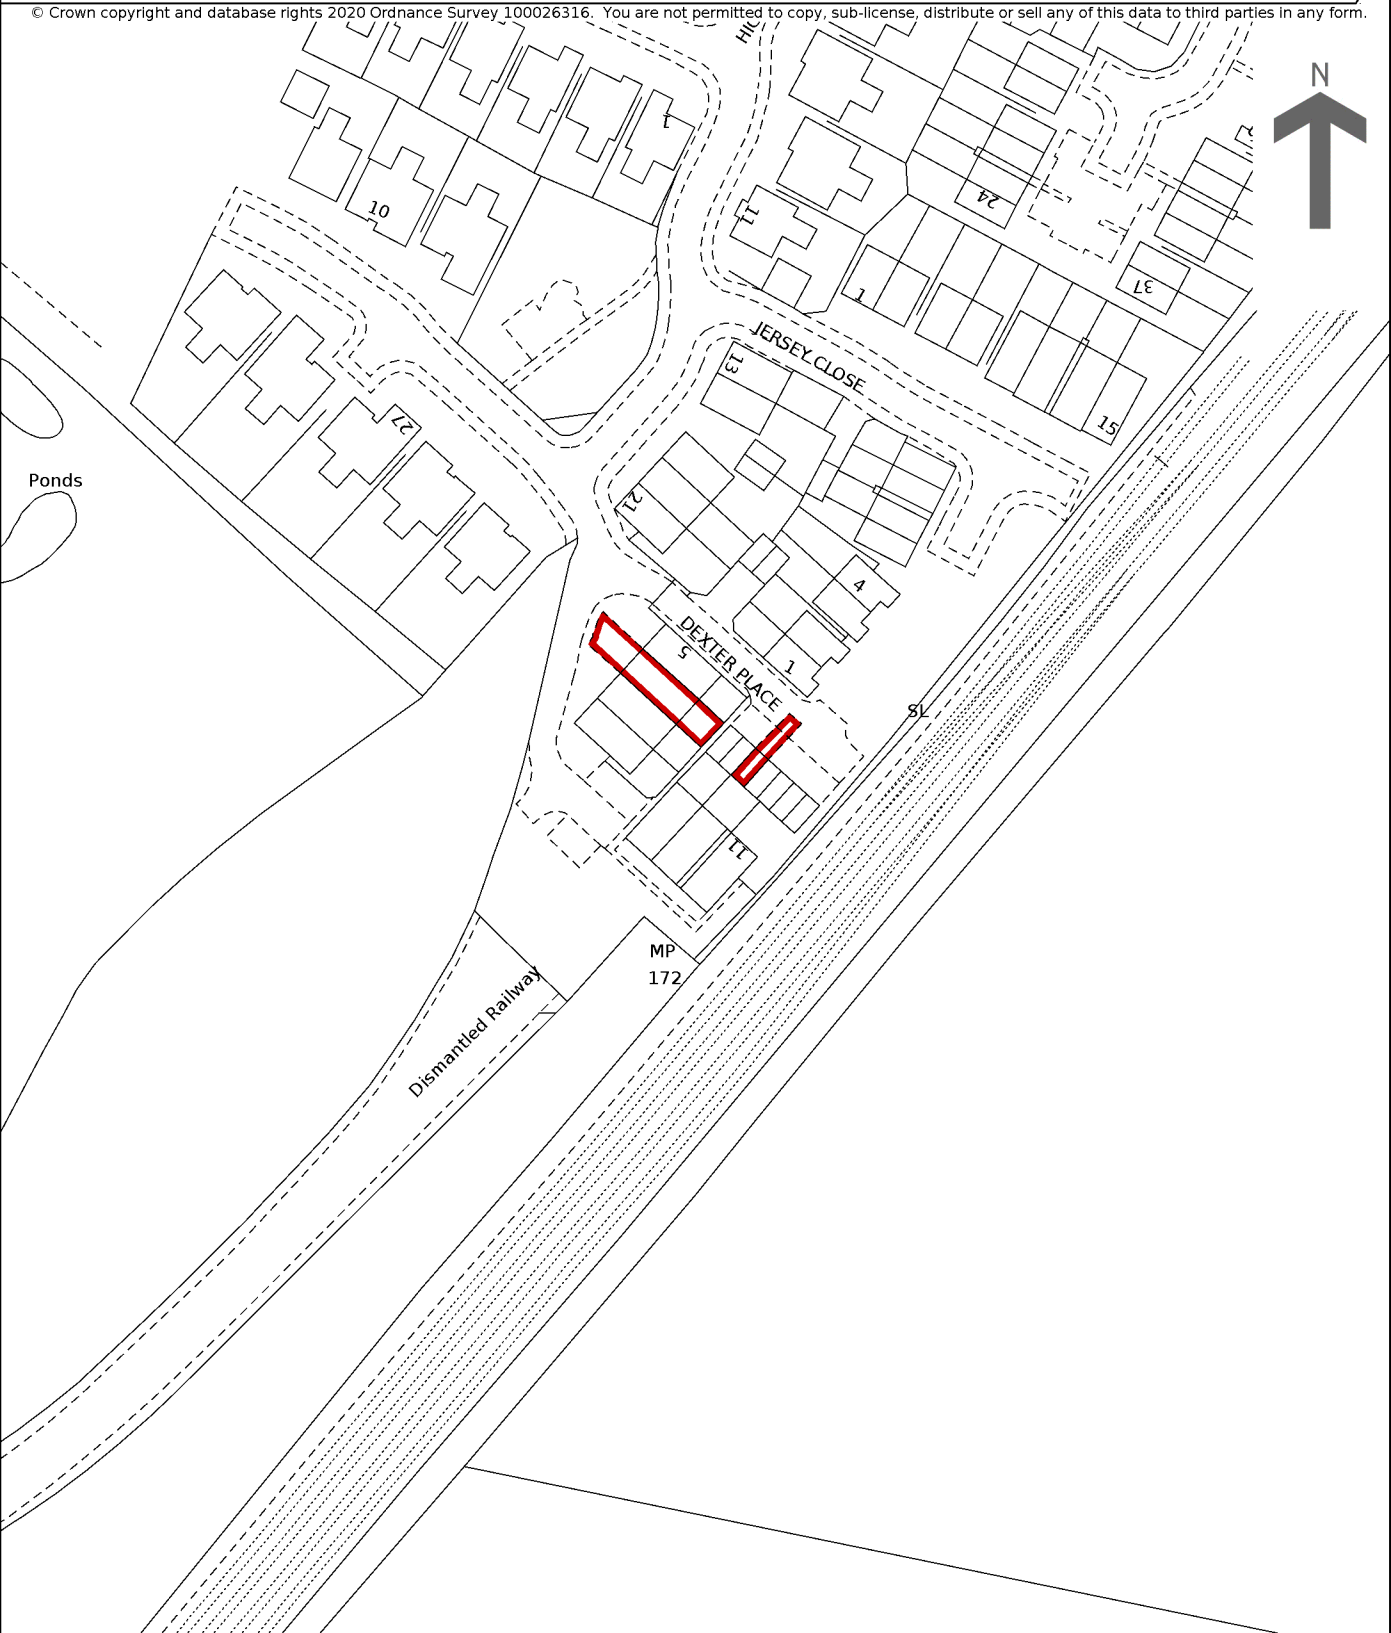 © Crown copyright and database rights 2020 Ordnance Survey 100026316.  You are not permitted to copy, sub-license, distribute or sell any of this data to third parties in any form.
N
1
10
11
24
37
1
JERSEY CLOSE
13
15
27
Ponds
21
4
DEXTER PLACE
5
1
SL
11
MP
172
Dismantled Railway